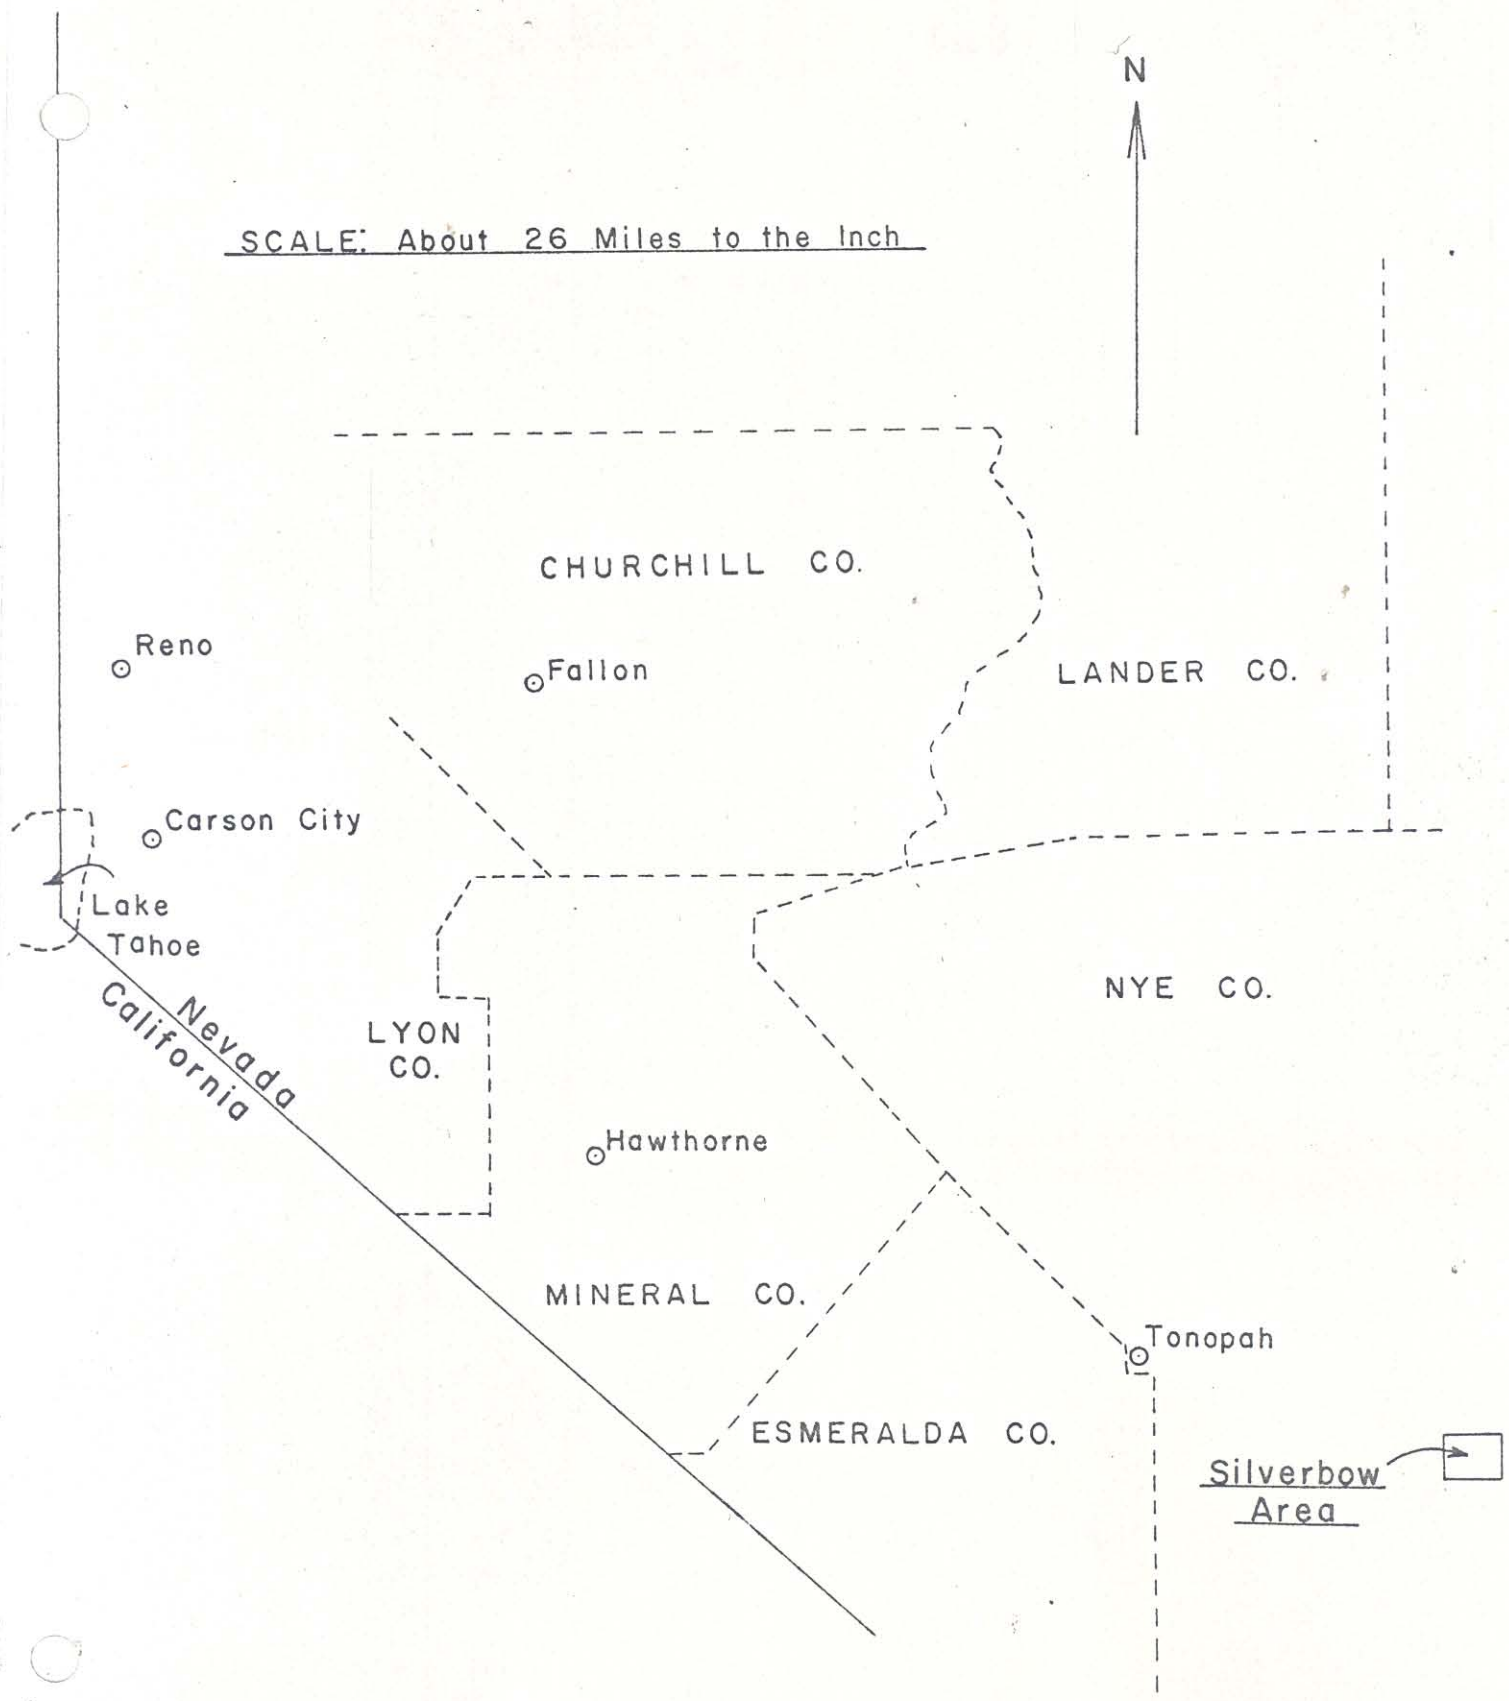 N
SCALE: About 26 Miles to the Inch
CHURCHILL CO.
Reno
Fallon
LANDER CO.
Carson City
Lake
Tahoe
NYE CO.
Nevada
California
LYON
CO.
Hawthorne
MINERAL CO.
Tonopah
ESMERALDA CO.
Silverbow
Area